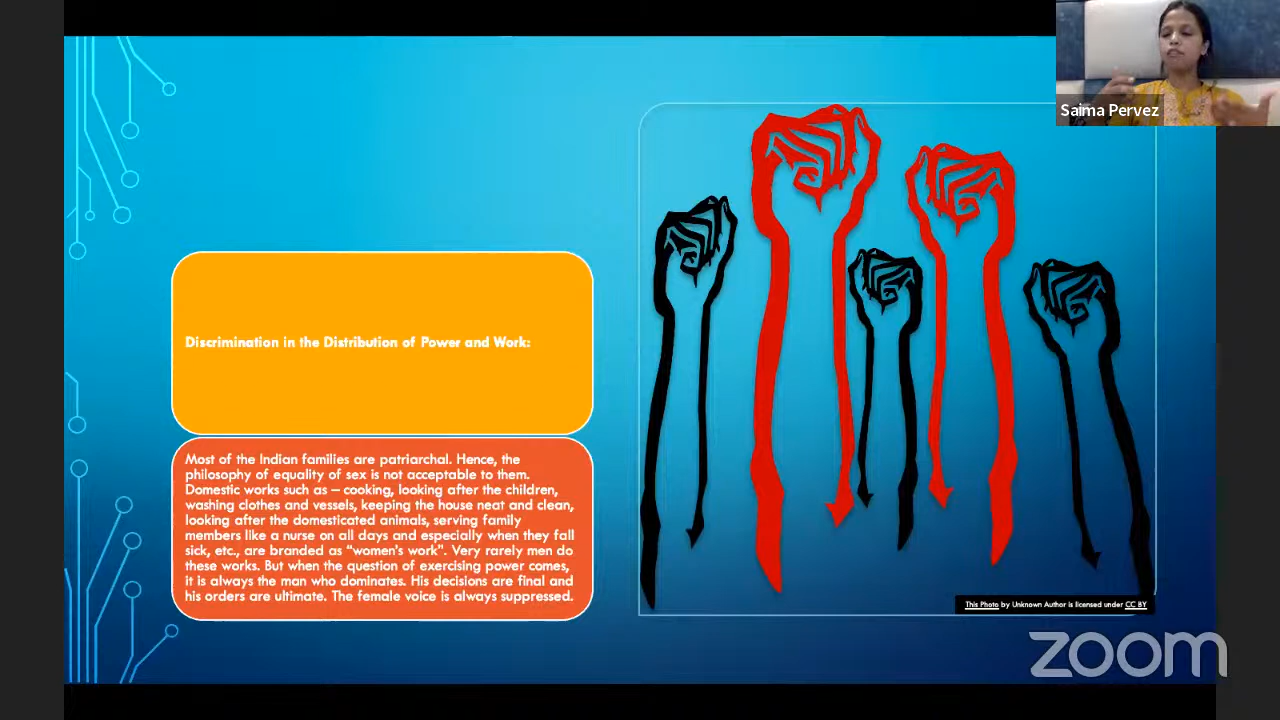 Saima Pervez
Discrimination in the Distribution of Power and Work:
Most of the Indian families are patriarchal. Hence, the
philosophy of equality of sex is not acceptable to them.
Domestic works such as – cooking, looking after the children,
washing clothes and vessels, keeping the house neat and clean,
looking after the domesticated animals, serving family
members like a nurse on all days and especially when they fall
sick, etc., are branded as “women’s work”. Very rarely men do
these works. But when the question of exercising power comes,
it is always the man who dominates. His decisions are final and
his orders are ultimate. The female voice is always suppressed.
This Photo by Unknown Author is licensed under CC BY
zoom